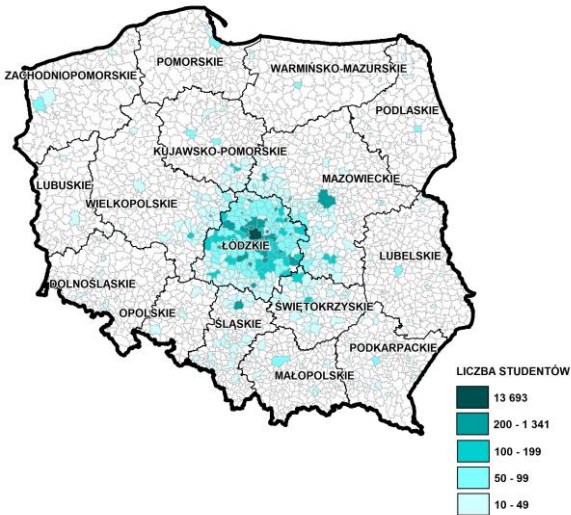 POMORSKIE
ZACHODNIOPOMORSKIE
WARMIŃSKO-MAZURSKIE
PODLASKIE
KUJAWSKO-POMORSKIE
MAZOWIECKIE
LUBUSKIE
WIELKOPOLSKIE
ŁÓDZKIE
LUBELSKIE
DOLNOŚLĄSKIE
OPOLSKIE
ŚWIĘTOKRZYSKIE
ŚLĄSKIE
PODKARPACKIE
MAŁOPOLSKIE
LICZBA STUDENTÓW
13 693
200 - 1 341
100 - 199
50 - 99
10 - 49